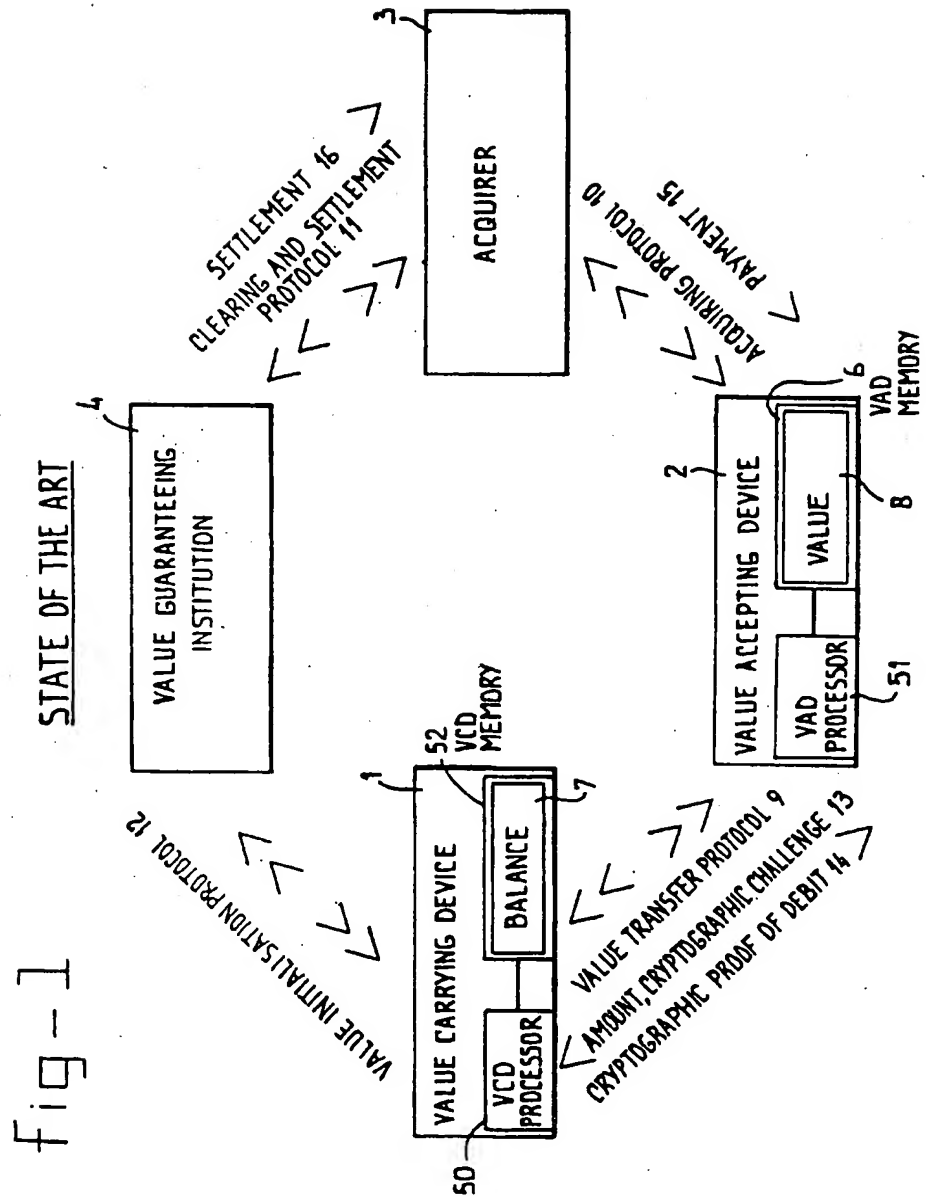 Fig-1
STATE OF THE ART
4
VALUE GUARANTEEING
INSTITUTION
VALUE INITIALISATION PROTOCOL 12
SETTLEMENT 16
CLEARING AND SETTLEMENT
PROTOCOL 11
3
ACQUIRER
1
52
VCD
MEMORY
VALUE CARRYING DEVICE
50
VCD
PROCESSOR
BALANCE
7
VALUE TRANSFER PROTOCOL 9
AMOUNT, CRYPTOGRAPHIC CHALLENGE 13
CRYPTOGRAPHIC PROOF OF DEBIT 14
ACQUIRING PROTOCOL 10
PAYMENT 15
2
VALUE ACCEPTING DEVICE
6
VAD
MEMORY
VAD
PROCESSOR
VALUE
51
8